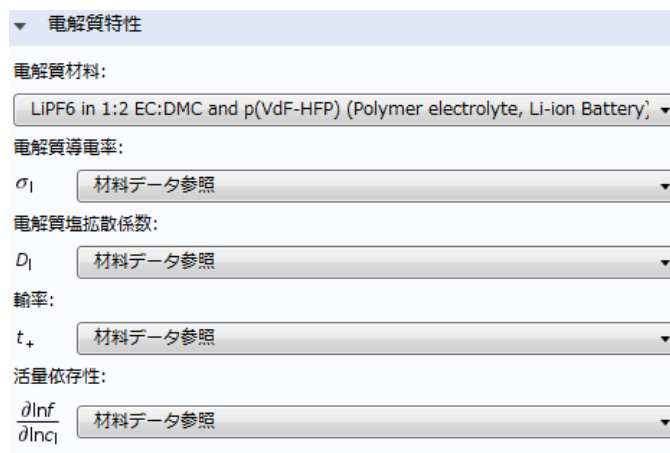 電解質特性
電解質材料:
LiPF6 in 1:2 EC:DMC and p(VdF-HFP) (Polymer electrolyte, Li-ion Battery)
電解質導電率:
σl 材料データ参照
電解質塩拡散係数:
Dl 材料データ参照
輸率:
t+ 材料データ参照
活量依存性:
∂lnf/∂lncl 材料データ参照